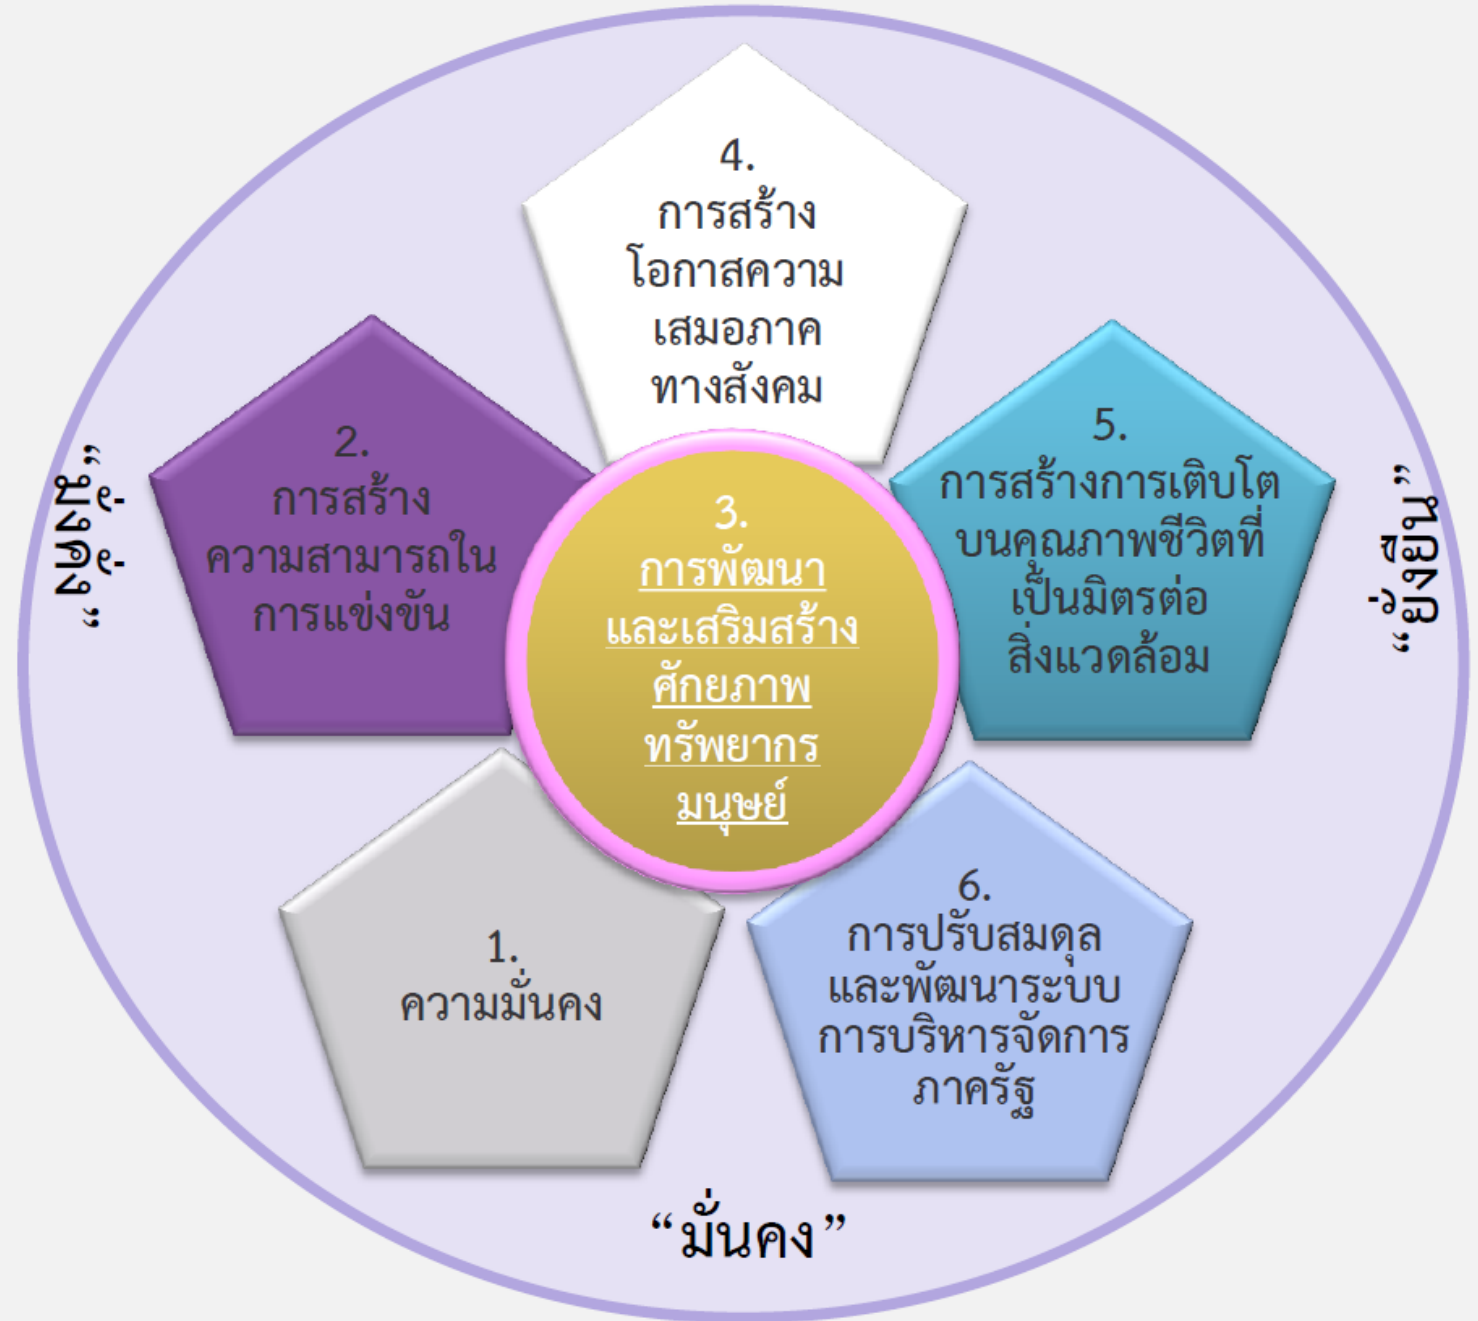 4.
การสร้าง
โอกาสความ
เสมอภาค
ทางสังคม
2.
การสร้าง
ความสามารถใน
การแข่งขัน
5.
การสร้างการเติบโต
บนคุณภาพชีวิตที่
เป็นมิตรต่อ
สิ่งแวดล้อม
3.
การพัฒนา
และเสริมสร้าง
ศักยภาพ
ทรัพยากร
มนุษย์
“มั่งคั่ง”
“ยั่งยืน”
1.
ความมั่นคง
6.
การปรับสมดุล
และพัฒนาระบบ
การบริหารจัดการ
ภาครัฐ
“มั่นคง”